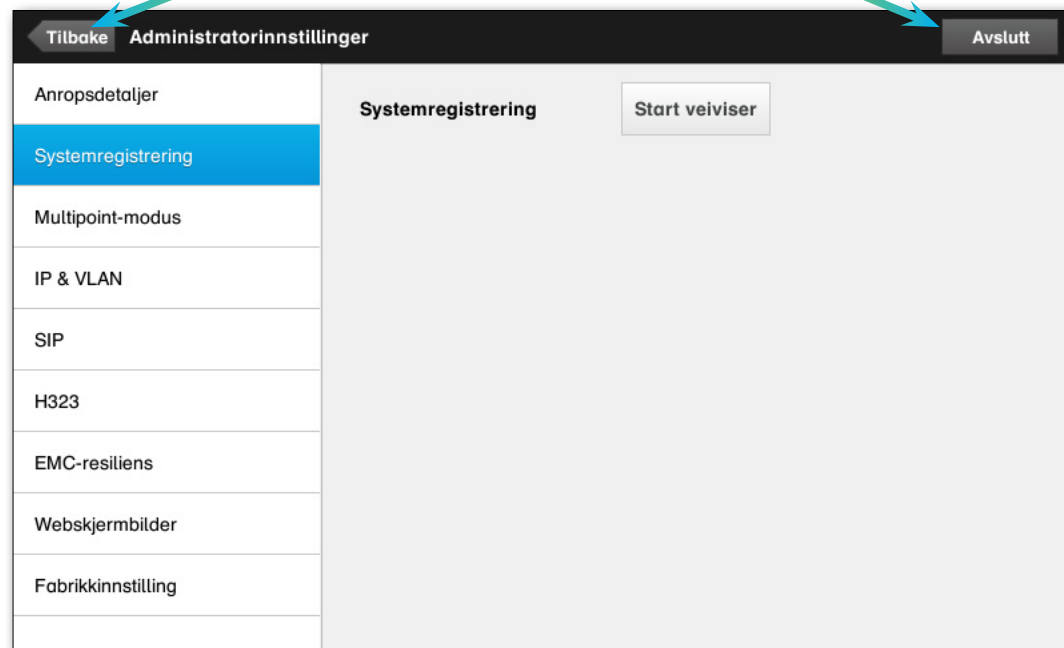 Tilbake Administratorinnstillinger Avslutt
Anropsdetaljer
Systemregistrering Start veiviser
Systemregistrering
Multipoint-modus
IP & VLAN
SIP
H323
EMC-resiliens
Webskjermbilder
Fabrikkinnstilling